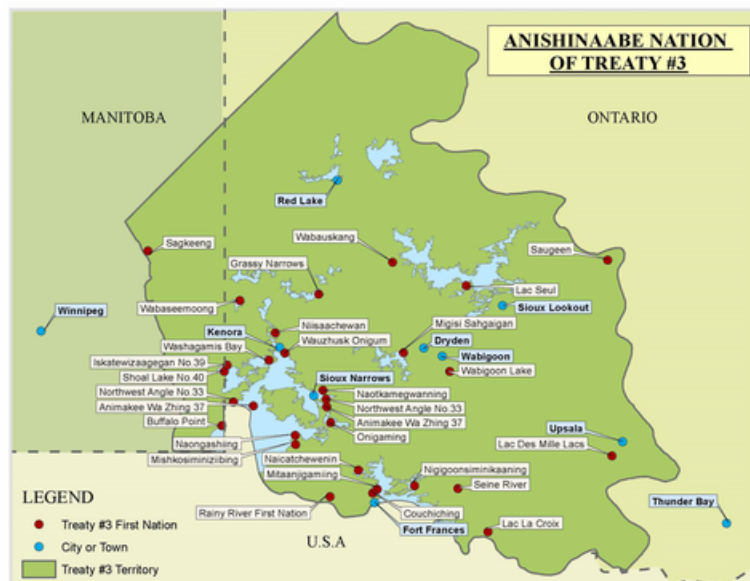 ANISHINAABE NATION
OF TREATY #3
MANITOBA
ONTARIO
Red Lake
Wabauskang
Sagkeeng
Saugeen
Grassy Narrows
Lac Seul
Wabaseemoong
Sioux Lookout
Winnipeg
Niisaachewan
Migisi Sahgaigan
Kenora
Wauzhusk Onigum
Dryden
Washagamis Bay
Wabigoon
Iskatewizaagegan No.39
Sioux Narrows
Wabigoon Lake
Shoal Lake No.40
Naotkamegwanning
Northwest Angle No.33
Northwest Angle No.33
Animakee Wa Zhing 37
Animakee Wa Zhing 37
Buffalo Point
Onigaming
Upsala
Naongashiing
Lac Des Mille Lacs
Mishkosiminiziibing
Naicatchewenin
Nigigoonsiminikaaning
Mitaanjigamiing
Seine River
Thunder Bay
Rainy River First Nation
Couchiching
Lac La Croix
Fort Frances
U.S.A
LEGEND
Treaty #3 First Nation
City or Town
Treaty #3 Territory